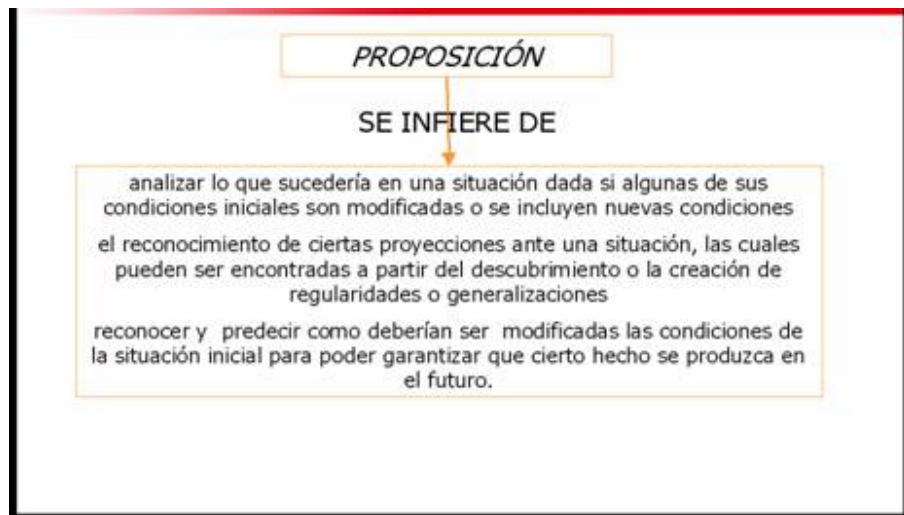 PROPOSICIÓN
SE INFIERE DE
analizar lo que sucedería en una situación dada si algunas de sus
condiciones iniciales son modificadas o se incluyen nuevas condiciones
el reconocimiento de ciertas proyecciones ante una situación, las cuales
pueden ser encontradas a partir del descubrimiento o la creación de
regularidades o generalizaciones
reconocer y predecir como deberían ser modificadas las condiciones de
la situación inicial para poder garantizar que cierto hecho se produzca en
el futuro.